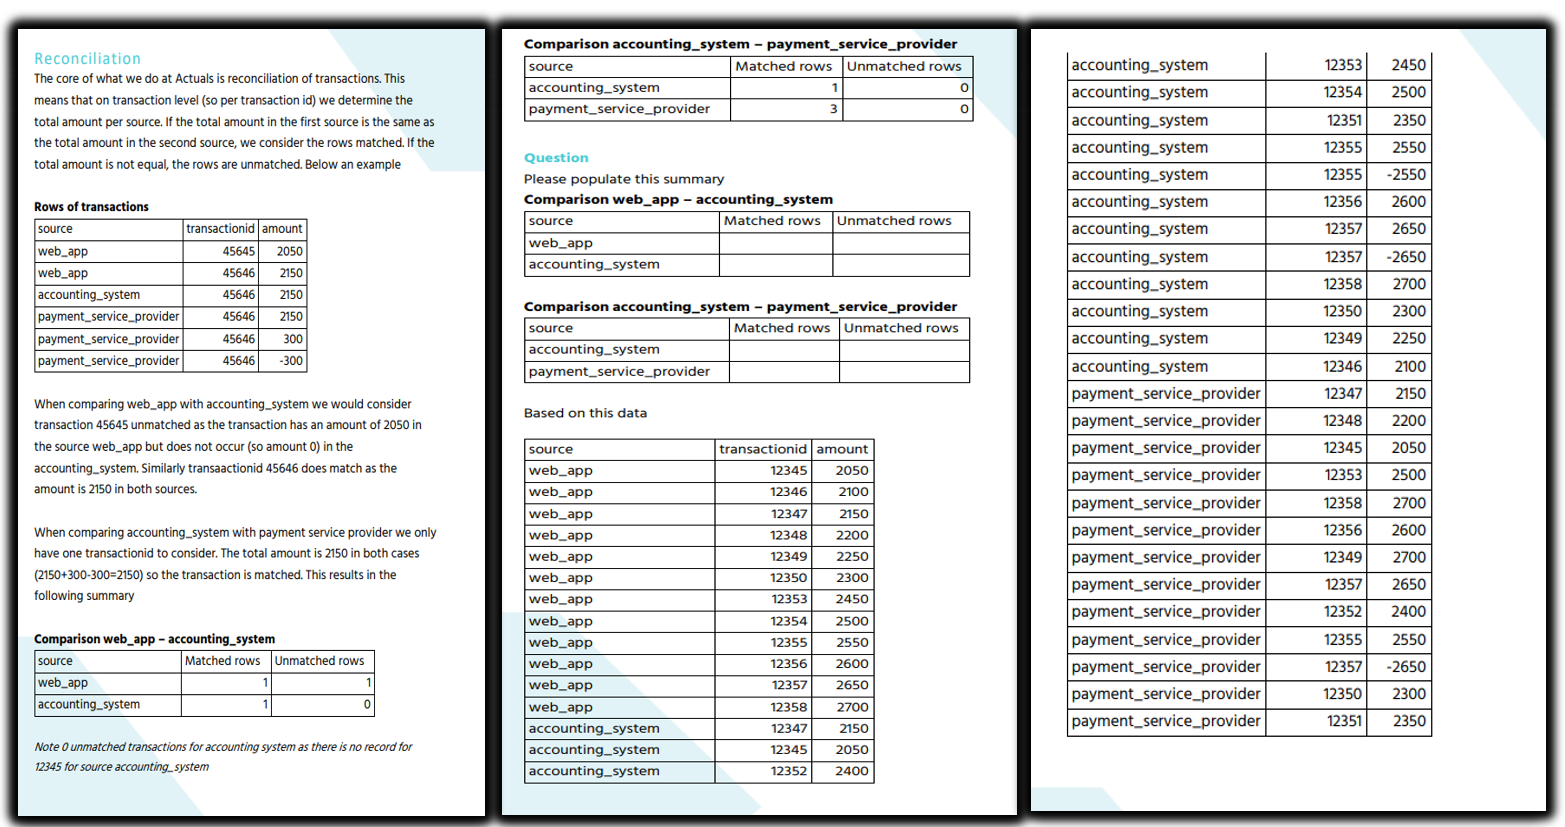 Reconciliation
The core of what we do at Actuals is reconciliation of transactions. This
means that on transaction level (so per transaction id) we determine the
total amount per source. If the total amount in the first source is the same as
the total amount in the second source, we consider the rows matched. If the
total amount is not equal, the rows are unmatched. Below an example
Rows of transactions
source transactionid amount
web_app 45645 2050
web_app 45646 2150
accounting_system 45646 2150
payment_service_provider 45646 2150
payment_service_provider 45646 300
payment_service_provider 45646 -300
When comparing web_app with accounting_system we would consider
transaction 45645 unmatched as the transaction has an amount of 2050 in
the source web_app but does not occur (so amount 0) in the
accounting_system. Similarly transaactionid 45646 does match as the
amount is 2150 in both sources.
When comparing accounting_system with payment service provider we only
have one transactionid to consider. The total amount is 2150 in both cases
(2150+300-300=2150) so the transaction is matched. This results in the
following summary
Comparison web_app – accounting_system
source Matched rows Unmatched rows
web_app 1 1
accounting_system 1 0
Note 0 unmatched transactions for accounting system as there is no record for
12345 for source accounting_system
Comparison accounting_system – payment_service_provider
source Matched rows Unmatched rows
accounting_system 1 0
payment_service_provider 3 0
Question
Please populate this summary
Comparison web_app – accounting_system
source Matched rows Unmatched rows
web_app
accounting_system
Comparison accounting_system – payment_service_provider
source Matched rows Unmatched rows
accounting_system
payment_service_provider
Based on this data
source transactionid amount
web_app 12345 2050
web_app 12346 2100
web_app 12347 2150
web_app 12348 2200
web_app 12349 2250
web_app 12350 2300
web_app 12353 2450
web_app 12354 2500
web_app 12355 2550
web_app 12356 2600
web_app 12357 2650
web_app 12358 2700
accounting_system 12347 2150
accounting_system 12345 2050
accounting_system 12352 2400
accounting_system 12353 2450
accounting_system 12354 2500
accounting_system 12351 2350
accounting_system 12355 2550
accounting_system 12355 -2550
accounting_system 12356 2600
accounting_system 12357 2650
accounting_system 12357 -2650
accounting_system 12358 2700
accounting_system 12350 2300
accounting_system 12349 2250
accounting_system 12346 2100
payment_service_provider 12347 2150
payment_service_provider 12348 2200
payment_service_provider 12345 2050
payment_service_provider 12353 2500
payment_service_provider 12358 2700
payment_service_provider 12356 2600
payment_service_provider 12349 2700
payment_service_provider 12357 2650
payment_service_provider 12352 2400
payment_service_provider 12355 2550
payment_service_provider 12357 -2650
payment_service_provider 12350 2300
payment_service_provider 12351 2350